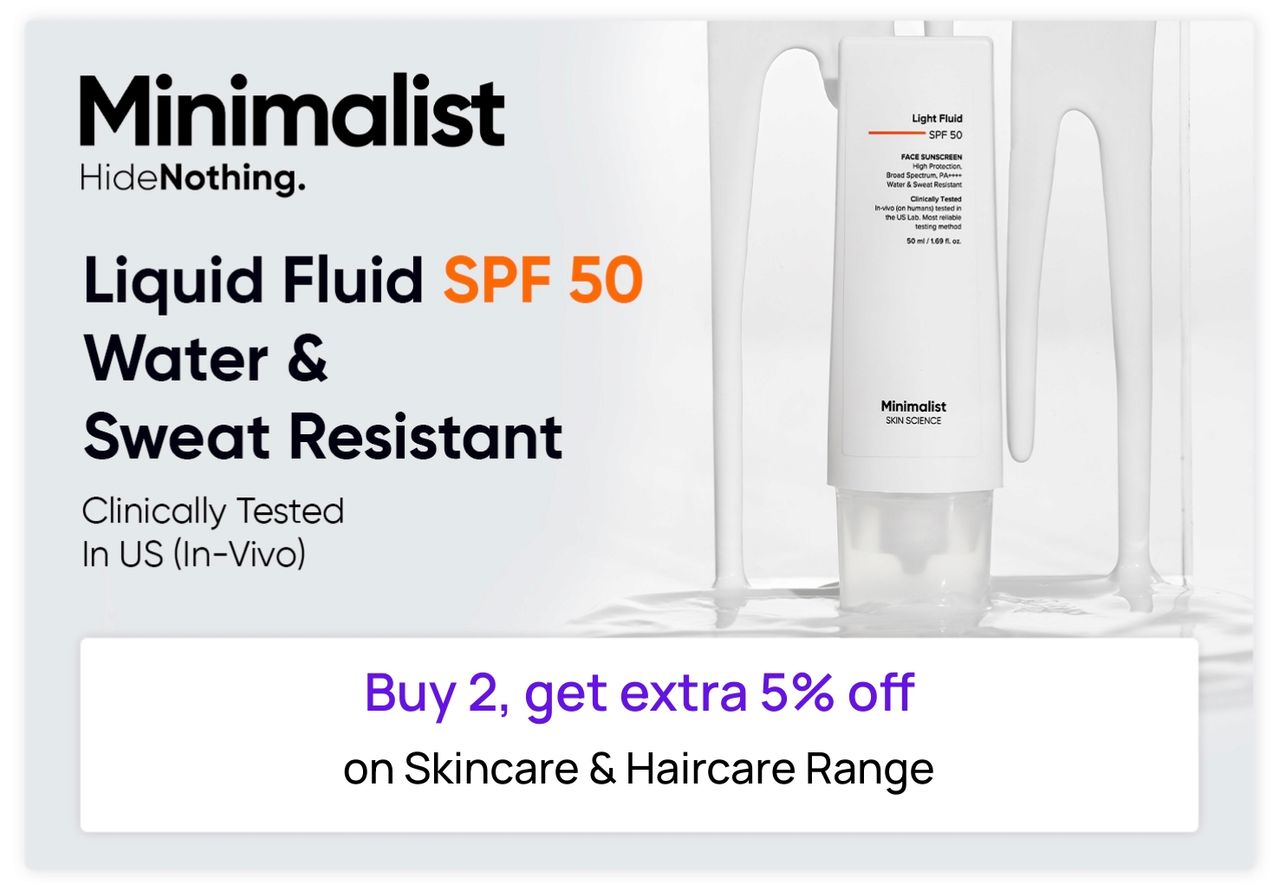 Minimalist
HideNothing.
Liquid Fluid SPF 50
Water &
Sweat Resistant
Clinically Tested
In US (In-Vivo)
Light Fluid
SPF 50
FACE SUNSCREEN
High Protection,
Broad Spectrum, PA++++
Water & Sweat Resistant
Clinically Tested
In-vivo (on humans) tested in
the US Lab. Most reliable
testing method
50 ml / 1.69 fl. oz.
Minimalist
SKIN SCIENCE
Buy 2, get extra 5% off
on Skincare & Haircare Range